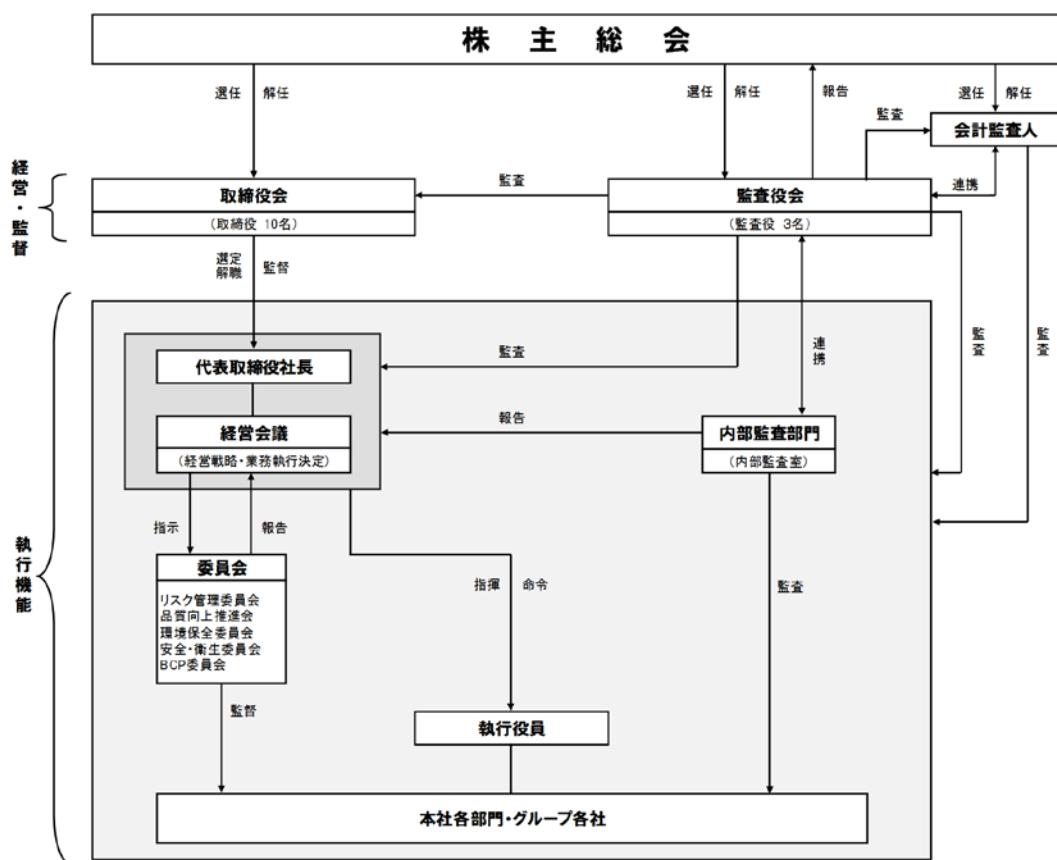 株主総会
選任
解任
選任
解任
報告
選任
解任
監査
会計監査人
経営・監督
取締役会
(取締役 10名)
監査
監査役会
(監査役 3名)
連携
選定
解職
監督
代表取締役社長
監査
連携
監査
監査
経営会議
(経営戦略・業務執行決定)
報告
内部監査部門
(内部監査室)
執行機能
指示
報告
委員会
リスク管理委員会
品質向上推進会
環境保全委員会
安全・衛生委員会
BCP委員会
指揮
命令
監査
監督
執行役員
本社各部門・グループ各社